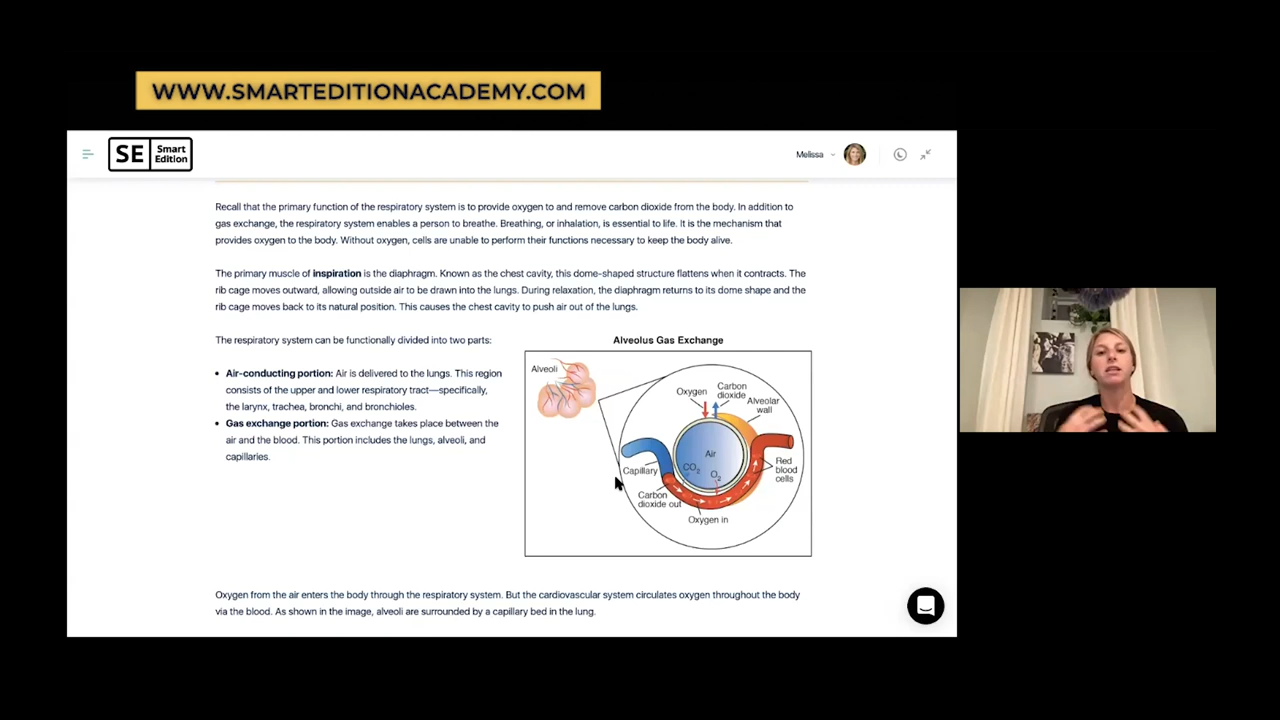 WWW.SMARTEDITIONACADEMY.COM
SE Smart Edition
Melissa
Recall that the primary function of the respiratory system is to provide oxygen to and remove carbon dioxide from the body. In addition to
gas exchange, the respiratory system enables a person to breathe. Breathing, or inhalation, is essential to life. It is the mechanism that
provides oxygen to the body. Without oxygen, cells are unable to perform their functions necessary to keep the body alive.
The primary muscle of inspiration is the diaphragm. Known as the chest cavity, this dome-shaped structure flattens when it contracts. The
rib cage moves outward, allowing outside air to be drawn into the lungs. During relaxation, the diaphragm returns to its dome shape and the
rib cage moves back to its natural position. This causes the chest cavity to push air out of the lungs.
The respiratory system can be functionally divided into two parts:
• Air-conducting portion: Air is delivered to the lungs. This region
consists of the upper and lower respiratory tract—specifically,
the larynx, trachea, bronchi, and bronchioles.
• Gas exchange portion: Gas exchange takes place between the
air and the blood. This portion includes the lungs, alveoli, and
capillaries.
Alveolus Gas Exchange
Alveoli
Oxygen
Carbon
dioxide
Alveolar
wall
Air
Capillary
CO2
O2
Red
blood
cells
Carbon
dioxide out
Oxygen in
Oxygen from the air enters the body through the respiratory system. But the cardiovascular system circulates oxygen throughout the body
via the blood. As shown in the image, alveoli are surrounded by a capillary bed in the lung.